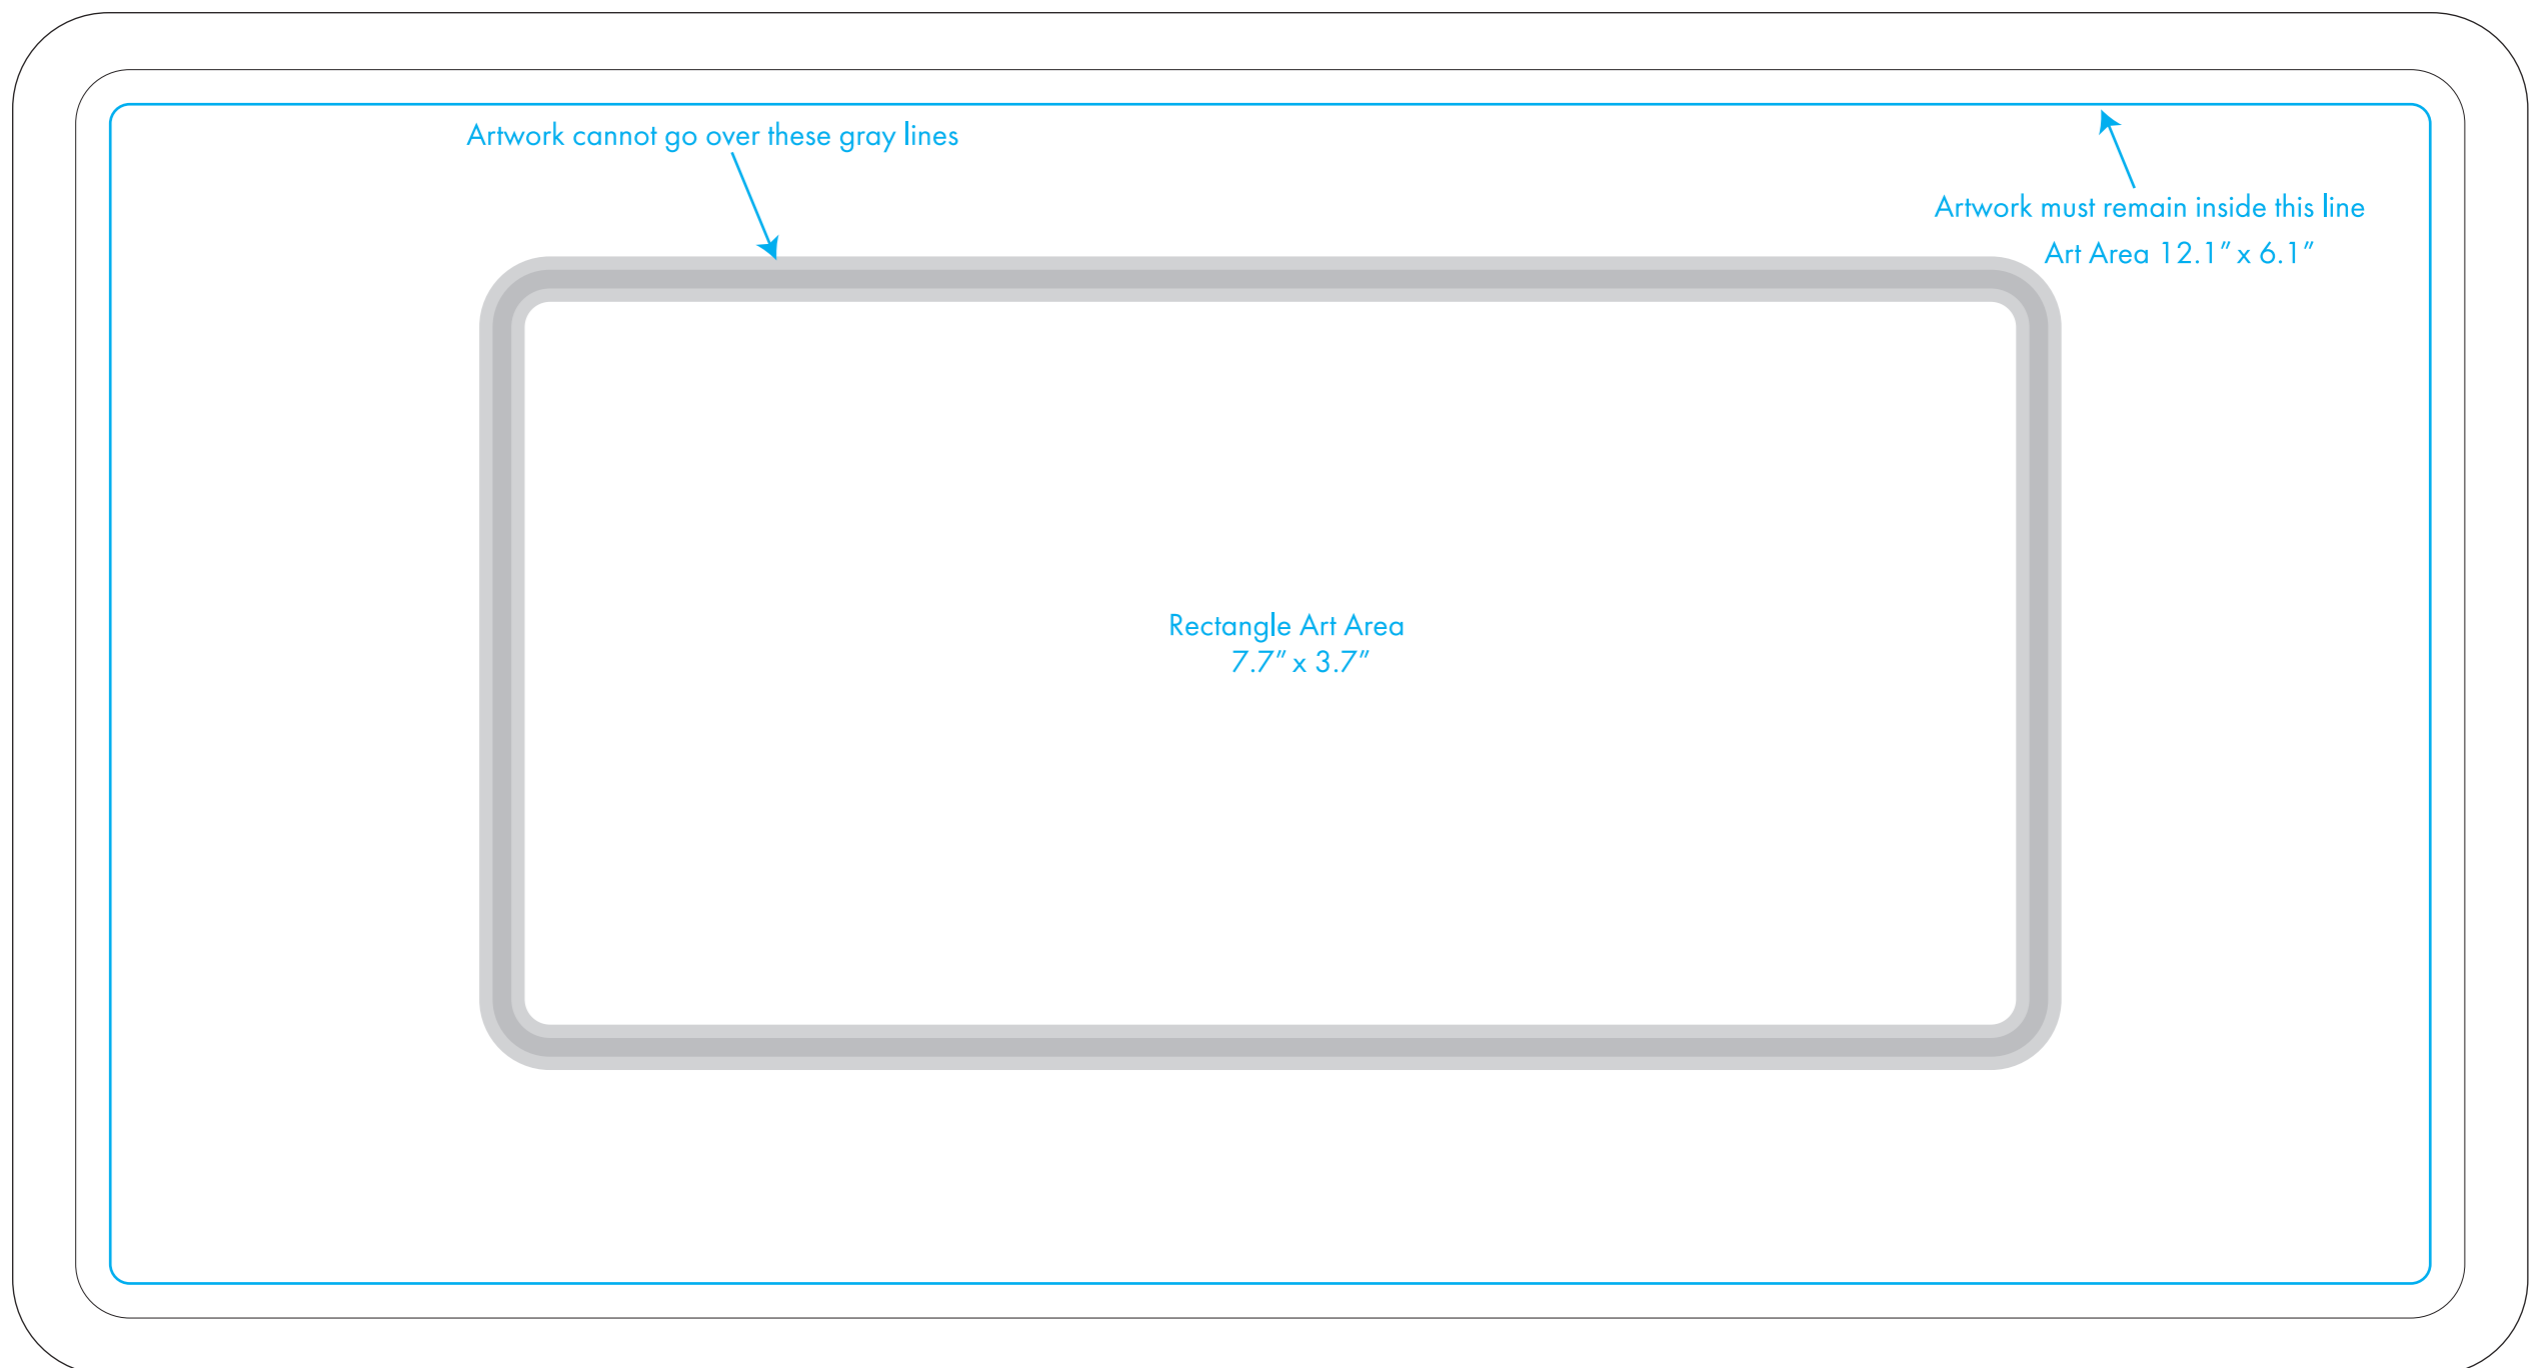 Artwork cannot go over these gray lines
Artwork must remain inside this line
Art Area 12.1” x 6.1”
Rectangle Art Area
7.7” x 3.7”